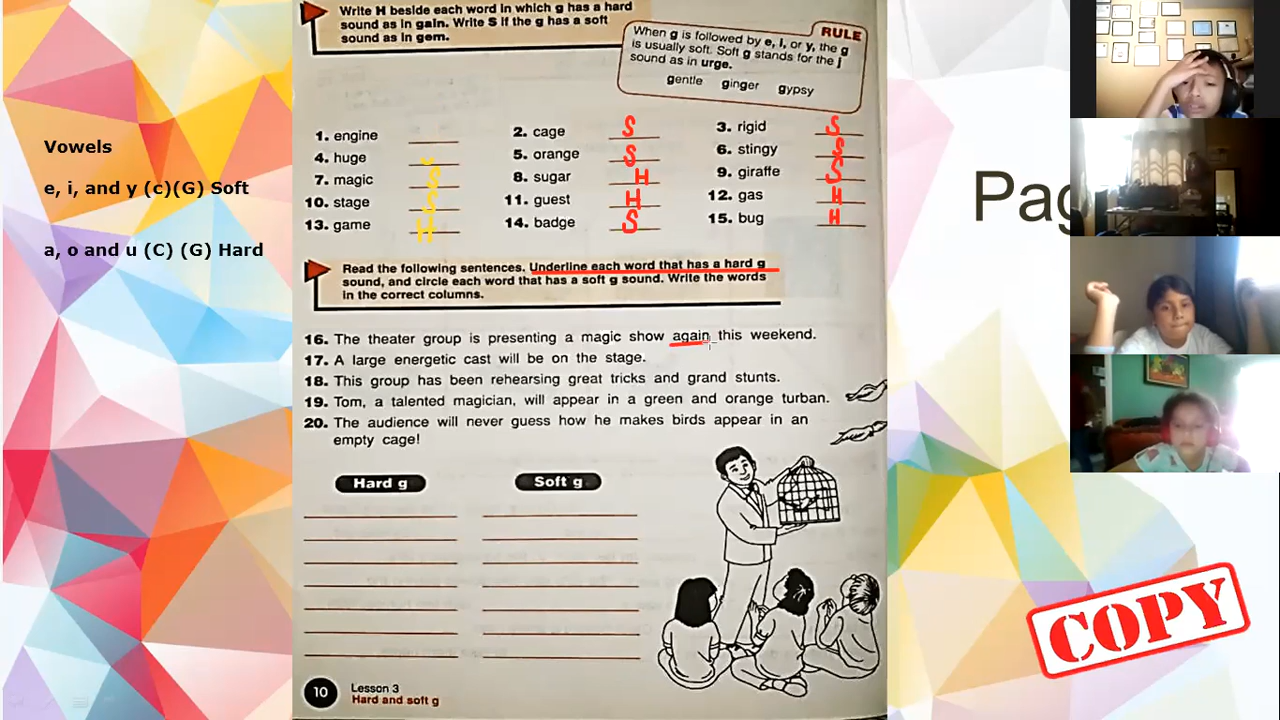 Vowels
e, i, and y (c)(G) Soft
a, o and u (C) (G) Hard
Write H beside each word in which g has a hard
sound as in gain. Write S if the g has a soft
sound as in gem.
RULE
When g is followed by e, i, or y, the g
is usually soft. Soft g stands for the j
sound as in urge.
gentle ginger gypsy
1. engine
2. cage S
3. rigid S
4. huge
5. orange S
6. stingy S
7. magic S
8. sugar H
9. giraffe S
10. stage S
11. guest H
12. gas H
13. game H
14. badge S
15. bug H
Read the following sentences. Underline each word that has a hard g
sound, and circle each word that has a soft g sound. Write the words
in the correct columns.
16. The theater group is presenting a magic show again this weekend.
17. A large energetic cast will be on the stage.
18. This group has been rehearsing great tricks and grand stunts.
19. Tom, a talented magician, will appear in a green and orange turban.
20. The audience will never guess how he makes birds appear in an
empty cage!
Hard g Soft g
10 Lesson 3
Hard and soft g
COPY